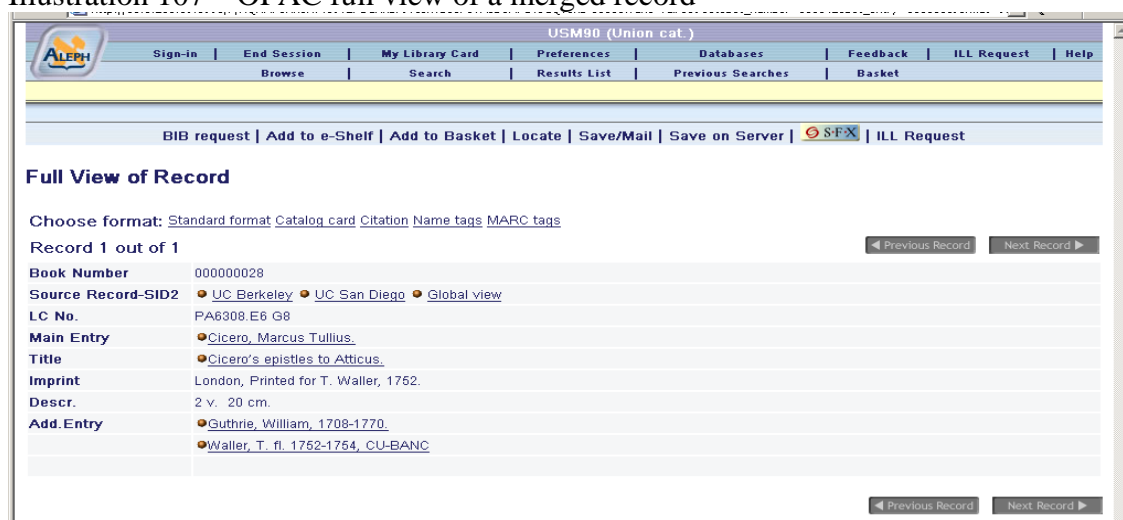 Illustration 107 OPAC full view of a merged record
USM90 (Union cat.)
ALEPH
Sign-in | End Session | My Library Card | Preferences | Databases | Feedback | ILL Request | Help
Browse | Search | Results List | Previous Searches | Basket
BIB request | Add to e-Shelf | Add to Basket | Locate | Save/Mail | Save on Server | S·F·X | ILL Request
Full View of Record
Choose format: Standard format Catalog card Citation Name tags MARC tags
Record 1 out of 1 Previous Record Next Record
Book Number 000000028
Source Record-SID2 UC Berkeley UC San Diego Global view
LC No. PA6308.E6 G8
Main Entry Cicero, Marcus Tullius.
Title Cicero's epistles to Atticus.
Imprint London, Printed for T. Waller, 1752.
Descr. 2 v. 20 cm.
Add.Entry Guthrie, William, 1708-1770.
Waller, T. fl. 1752-1754, CU-BANC
Previous Record Next Record